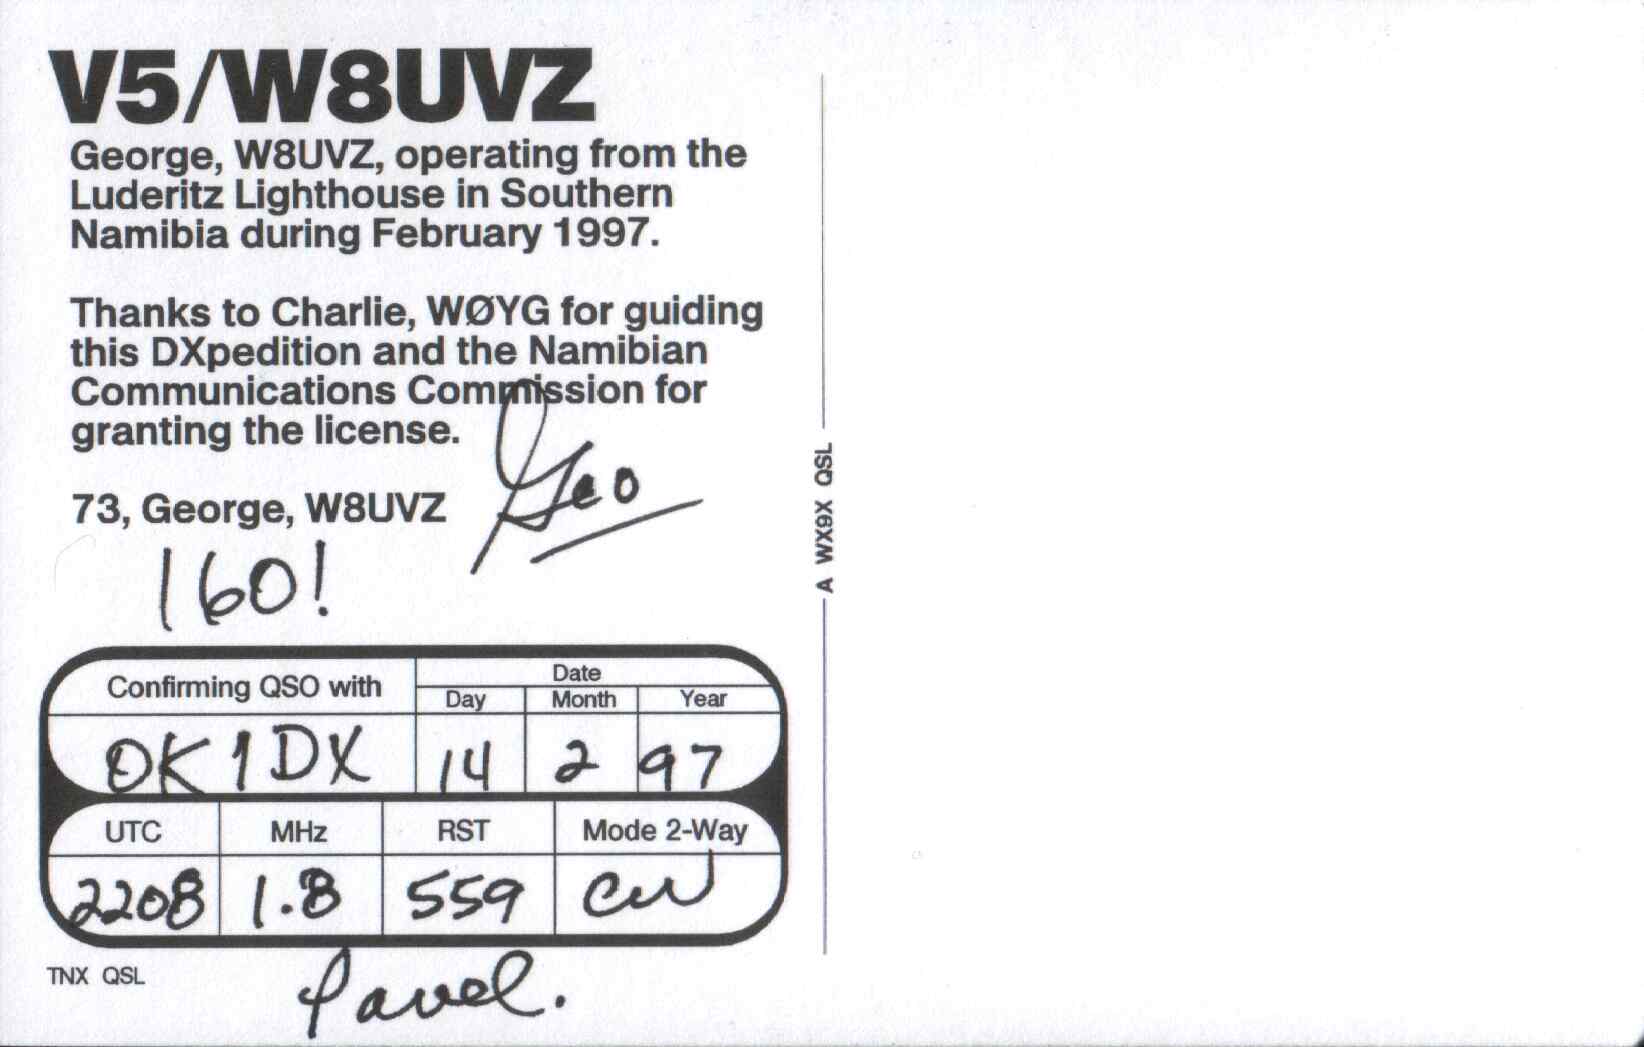 V5/W8UVZ
George, W8UVZ, operating from the
Luderitz Lighthouse in Southern
Namibia during February 1997.
Thanks to Charlie, WØYG for guiding
this DXpedition and the Namibian
Communications Commission for
granting the license.
73, George, W8UVZ
Geo
160!
Confirming QSO with
Date
Day Month Year
OK1DX 14 2 97
UTC MHz RST Mode 2-Way
2208 1.8 559 CW
TNX QSL
Pavel.
A WX9X QSL